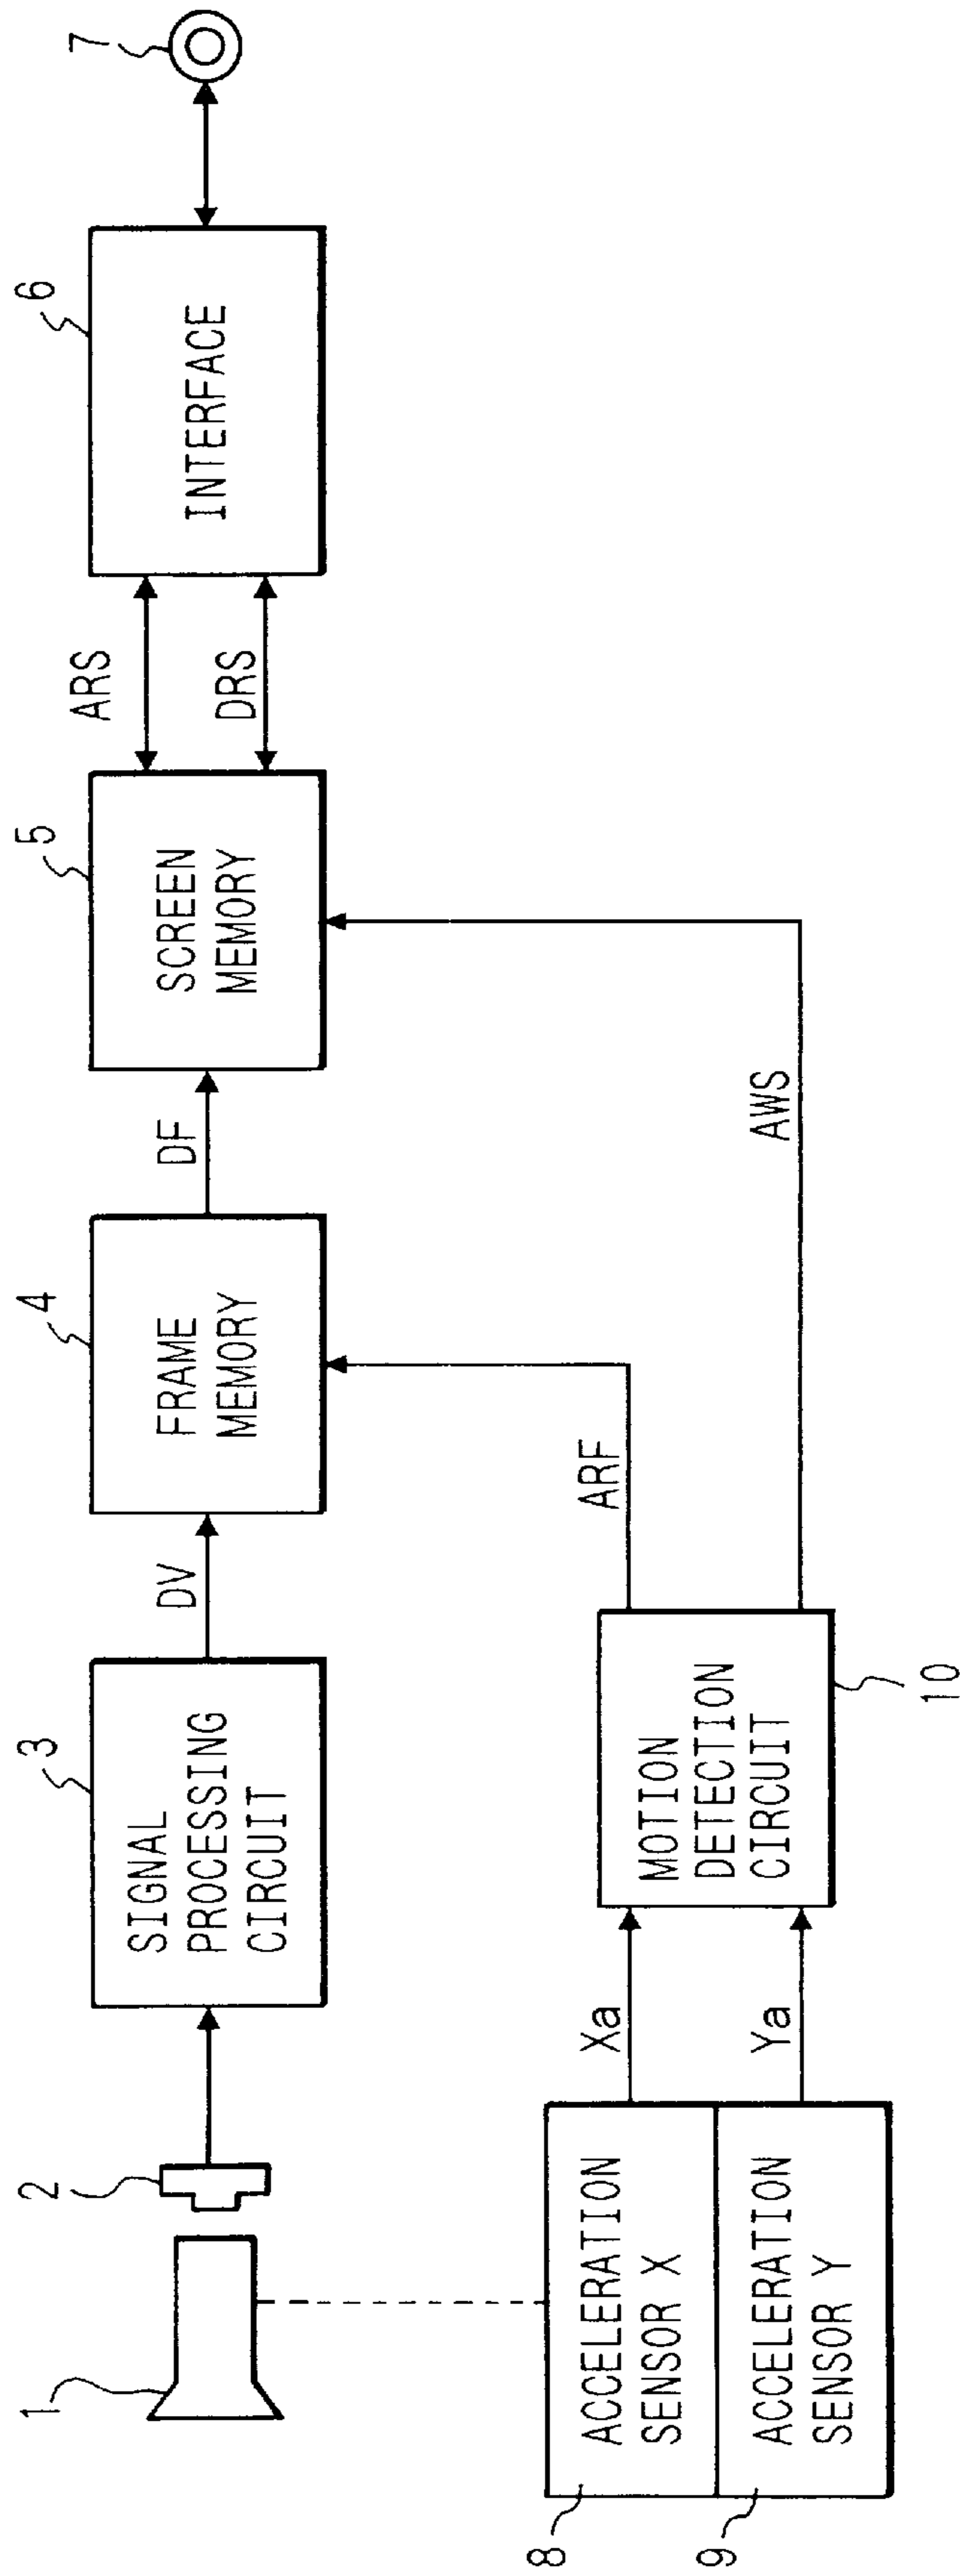 1
2
3
SIGNAL
PROCESSING
CIRCUIT
DV
4
FRAME
MEMORY
DF
5
SCREEN
MEMORY
ARS
DRS
6
INTERFACE
7
8
ACCELERATION
SENSOR X
9
ACCELERATION
SENSOR Y
Xa
Ya
MOTION
DETECTION
CIRCUIT
10
ARF
AWS